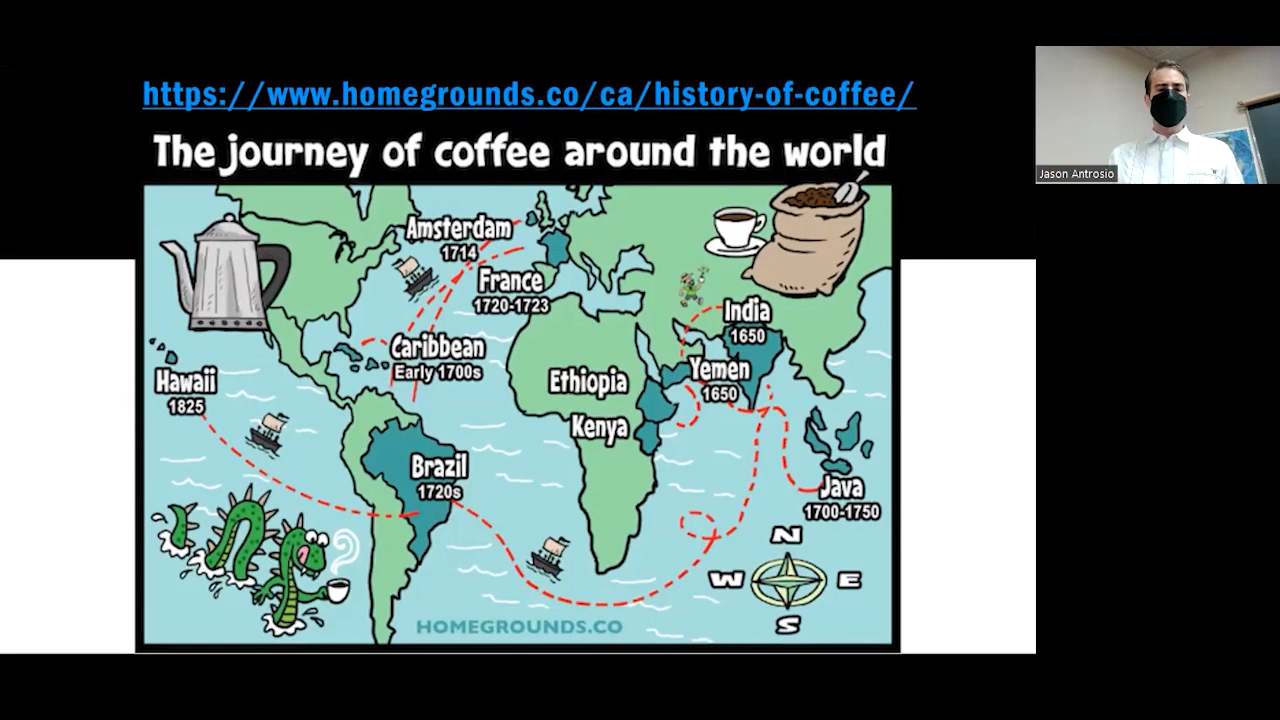 https://www.homegrounds.co/ca/history-of-coffee/
The journey of coffee around the world
Jason Antrosio
Amsterdam
1714
France
1720-1723
India
1650
Caribbean
Early 1700s
Yemen
1650
Hawaii
1825
Ethiopia
Kenya
Brazil
1720s
Java
1700-1750
N
W E
S
HOMEGROUNDS.CO